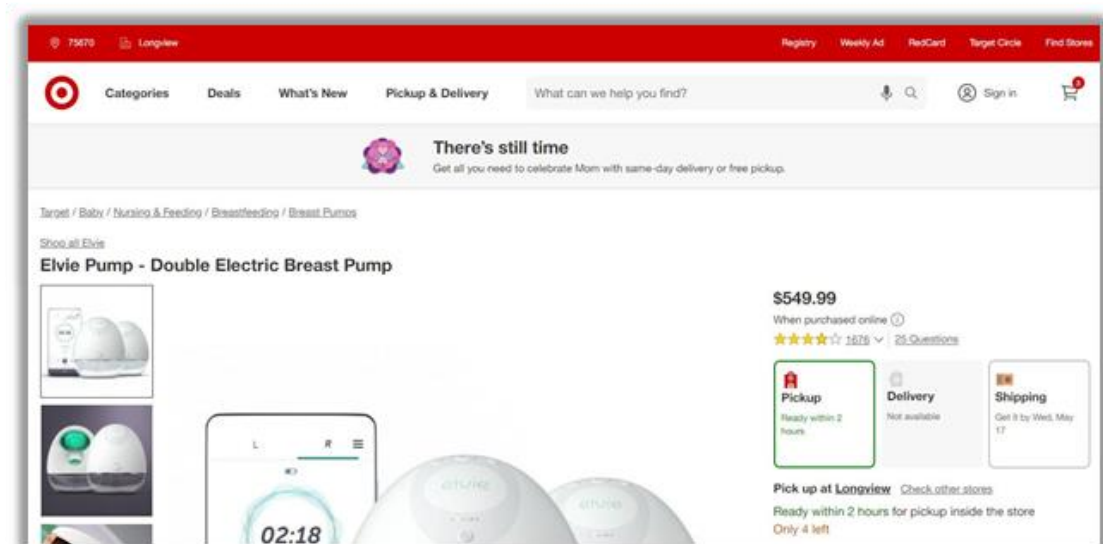 75670 Longview Registry Weekly Ad RedCard Target Circle Find Stores
Categories Deals What's New Pickup & Delivery What can we help you find? Sign in
There's still time
Get all you need to celebrate Mom with same-day delivery or free pickup.
Target / Baby / Nursing & Feeding / Breastfeeding / Breast Pumps
Shop all Elvie
Elvie Pump - Double Electric Breast Pump
$549.99
When purchased online
1676 25 Questions
Pickup
Ready within 2
hours
Delivery
Not available
Shipping
Get it by Wed, May
17
Pick up at Longview Check other stores
Ready within 2 hours for pickup inside the store
Only 4 left
L R
02:18
elvie
elvie